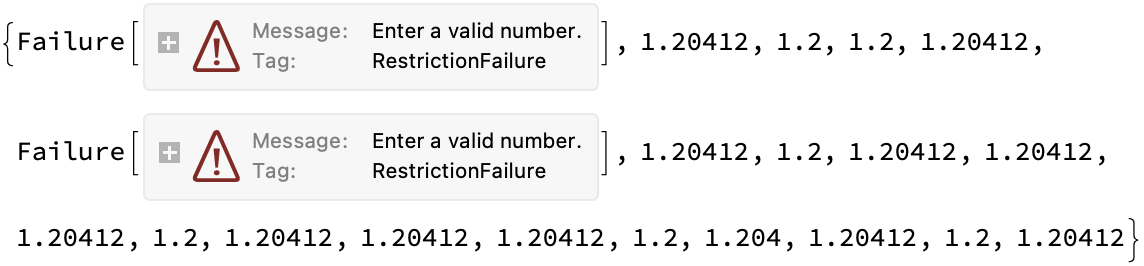 {Failure[ Message: Enter a valid number. Tag: RestrictionFailure ], 1.20412, 1.2, 1.2, 1.20412,
Failure[ Message: Enter a valid number. Tag: RestrictionFailure ], 1.20412, 1.2, 1.20412, 1.20412,
1.20412, 1.2, 1.20412, 1.20412, 1.20412, 1.2, 1.204, 1.20412, 1.2, 1.20412}